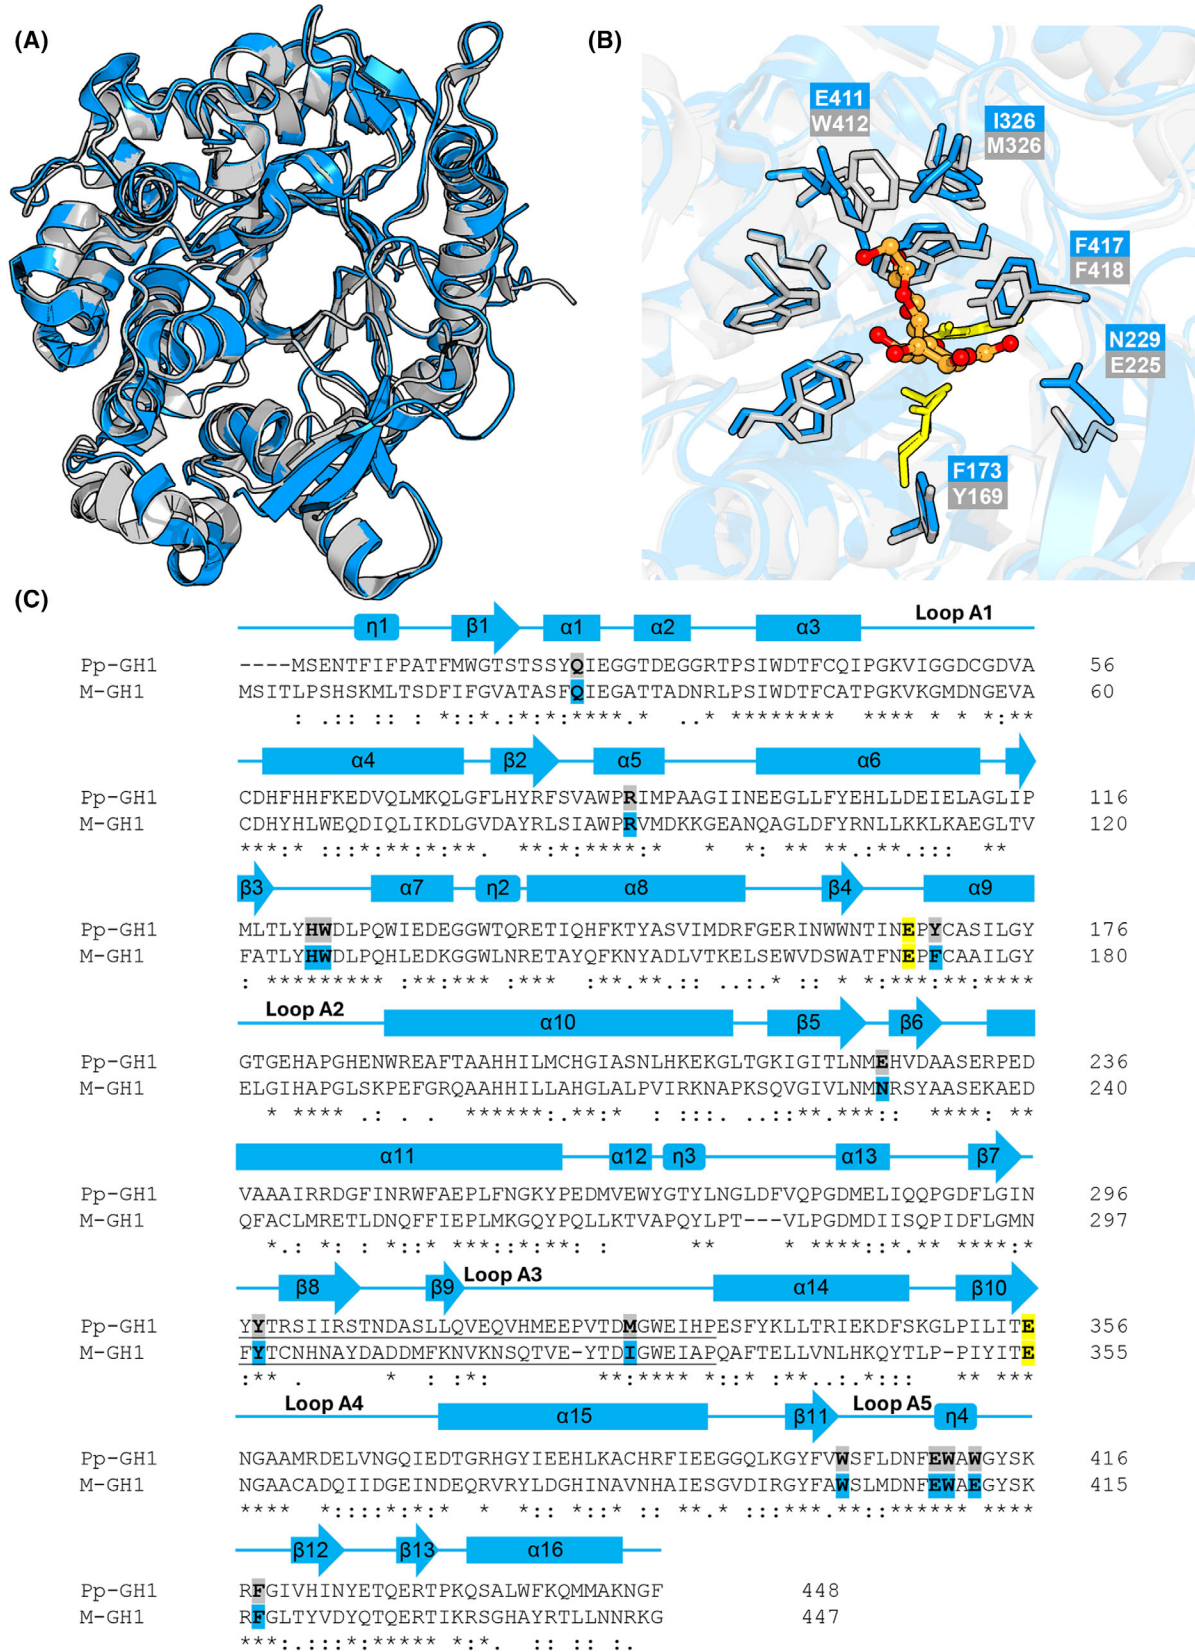 (A)
(B)
E411
W412
I326
M326
F417
F418
N229
E225
F173
Y169
(C)
η1 β1 α1 α2 α3 Loop A1
Pp-GH1 ----MSENTFIFPATFMWGTSTSSYQIEGGTDEGGRTPSIWDTFCQIPGKVIGGDCGDVA 56
M-GH1 MSITLPSHSKMLTSDFIFGVATASFQIEGATTADNRLPSIWDTFCATPGKVKGMDNGEVA 60
α4 β2 α5 α6
Pp-GH1 CDHFHHFKEDVQLMKQLGFLHYRFSVAWPRIMPAAGIINEEGLLFYEHLLDEIELAGLIP 116
M-GH1 CDHYHLWEQDIQLIKDLGVDAYRLSIAWPRVMDKKGEANQAGLDFYRNLLKKLKAEGLTV 120
β3 α7 η2 α8 β4 α9
Pp-GH1 MLTLYHWDLPQWIEDEGGWTQRETIQHFKTYASVIMDRFGERINWWNTINEPYCASILGY 176
M-GH1 FATLYHWDLPQHLEDKGGWLNRETAYQFKNYADLVTKELSEWVDSWATFNEPFCAAILGY 180
Loop A2 α10 β5 β6
Pp-GH1 GTGEHAPGHENWREAFTAAHHILMCHGIASNLHKEKGLTGKIGITLNMEHVDAASERPED 236
M-GH1 ELGIHAPGLSKPEFGRQAAHHILLAHGLALPVIRKNAPKSQVGIVLNMNRSYAASEKAED 240
α11 α12 η3 α13 β7
Pp-GH1 VAAAIRRDGFINRWFAEPLFNGKYPEDMVEWYGTYLNGLDFVQPGDMELIQQPGDFLGIN 296
M-GH1 QFACLMRETLDNQFFIEPLMKGQYPQLLKTVAPQYLPT---VLPGDMDIISQPIDFLGMN 297
β8 β9 Loop A3 α14 β10
Pp-GH1 YYTRSIIRSTNDASLLQVEQVHMEEPVTDMGWEIHPESFYKLLTRIEKDFSKGLPILITE 356
M-GH1 FYTCNHNAYDADDMFKNVKNSQTVE-YTDIGWEIAPQAFTELLVNLHKQYTLP-PIYITE 355
Loop A4 α15 β11 Loop A5 η4
Pp-GH1 NGAAMRDELVNGQIEDTGRHGYIEEHLKACHRFIEEGGQLKGYFVWSFLDNFEWAWGYSK 416
M-GH1 NGAACADQIIDGEINDEQRVRYLDGHINAVNHAIESGVDIRGYFAWSLMDNFEWAEGYSK 415
β12 β13 α16
Pp-GH1 RFGIVHINYETQERTPKQSALWFKQMMAKNGF 448
M-GH1 RFGLTYVDYQTQERTIKRSGHAYRTLLNNRKG 447